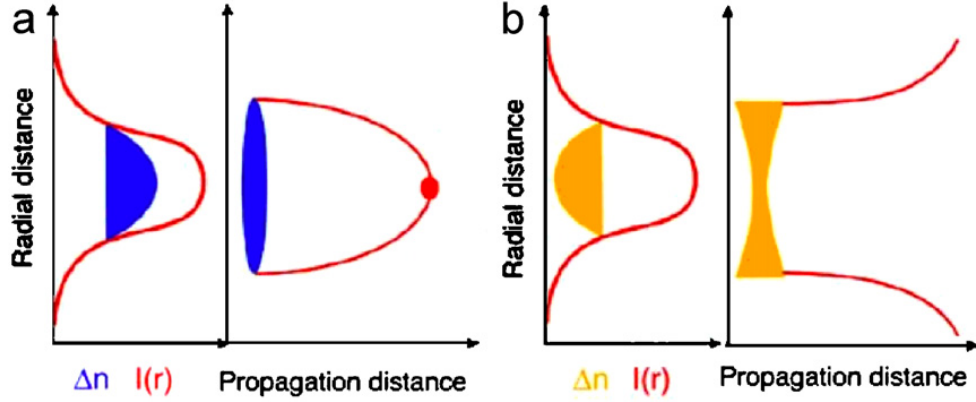 a
Radial distance
Δn I(r)
Propagation distance
b
Radial distance
Δn I(r)
Propagation distance